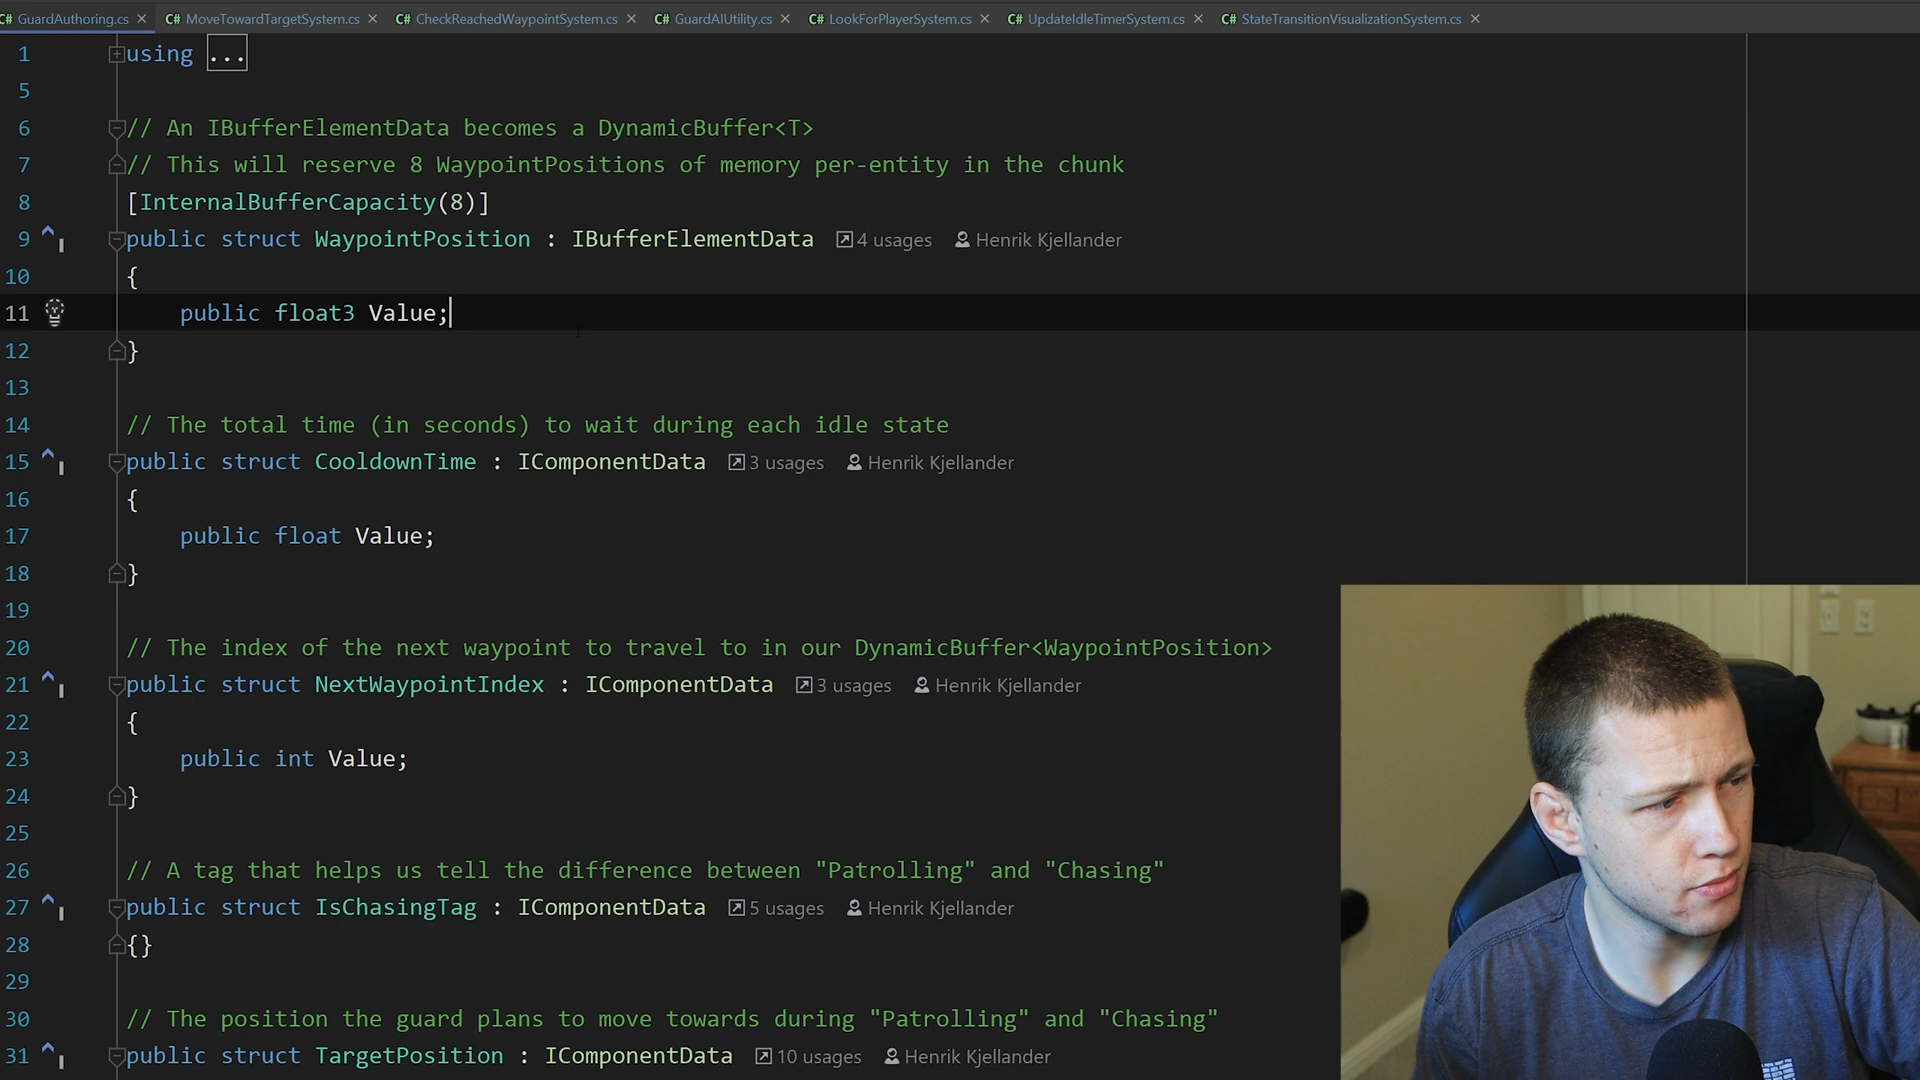 C# GuardAuthoring.cs × C# MoveTowardTargetSystem.cs × C# CheckReachedWaypointSystem.cs × C# GuardAIUtility.cs × C# LookForPlayerSystem.cs × C# UpdateIdleTimerSystem.cs × C# StateTransitionVisualizationSystem.cs ×
1 using ...
5
6 // An IBufferElementData becomes a DynamicBuffer<T>
7 // This will reserve 8 WaypointPositions of memory per-entity in the chunk
8 [InternalBufferCapacity(8)]
9 public struct WaypointPosition : IBufferElementData 4 usages Henrik Kjellander
10 {
11 public float3 Value;
12 }
13
14 // The total time (in seconds) to wait during each idle state
15 public struct CooldownTime : IComponentData 3 usages Henrik Kjellander
16 {
17 public float Value;
18 }
19
20 // The index of the next waypoint to travel to in our DynamicBuffer<WaypointPosition>
21 public struct NextWaypointIndex : IComponentData 3 usages Henrik Kjellander
22 {
23 public int Value;
24 }
25
26 // A tag that helps us tell the difference between "Patrolling" and "Chasing"
27 public struct IsChasingTag : IComponentData 5 usages Henrik Kjellander
28 {}
29
30 // The position the guard plans to move towards during "Patrolling" and "Chasing"
31 public struct TargetPosition : IComponentData 10 usages Henrik Kjellander